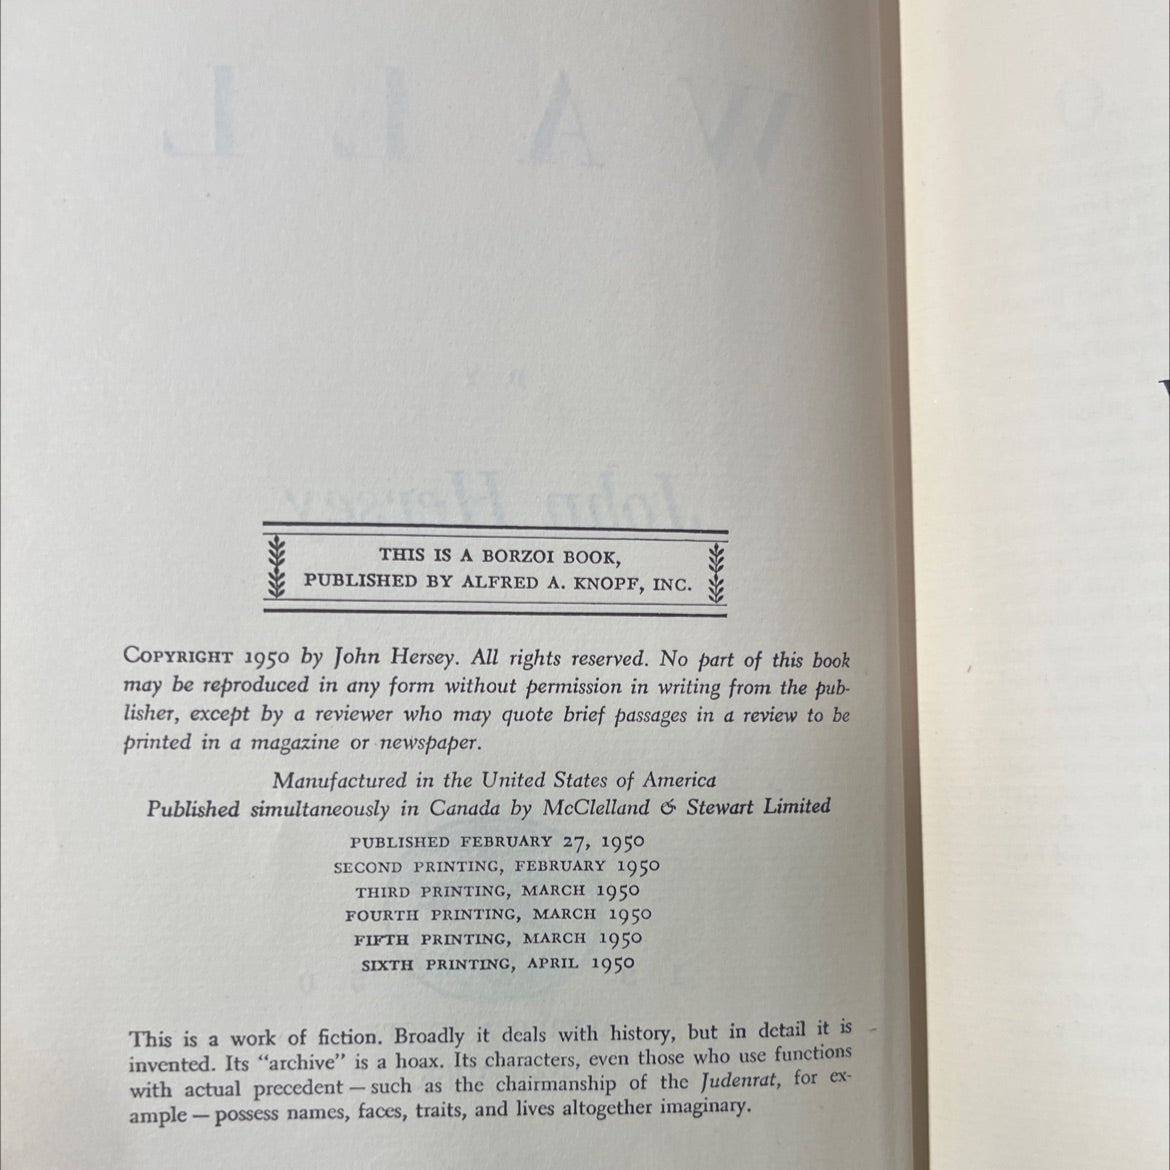 WALL
John Hersey
THIS IS A BORZOI BOOK,
PUBLISHED BY ALFRED A. KNOPF, INC.
COPYRIGHT 1950 by John Hersey. All rights reserved. No part of this book
may be reproduced in any form without permission in writing from the pub-
lisher, except by a reviewer who may quote brief passages in a review to be
printed in a magazine or newspaper.
Manufactured in the United States of America
Published simultaneously in Canada by McClelland & Stewart Limited
PUBLISHED FEBRUARY 27, 1950
SECOND PRINTING, FEBRUARY 1950
THIRD PRINTING, MARCH 1950
FOURTH PRINTING, MARCH 1950
FIFTH PRINTING, MARCH 1950
SIXTH PRINTING, APRIL 1950
This is a work of fiction. Broadly it deals with history, but in detail it is
invented. Its “archive” is a hoax. Its characters, even those who use functions
with actual precedent — such as the chairmanship of the Judenrat, for ex-
ample — possess names, faces, traits, and lives altogether imaginary.